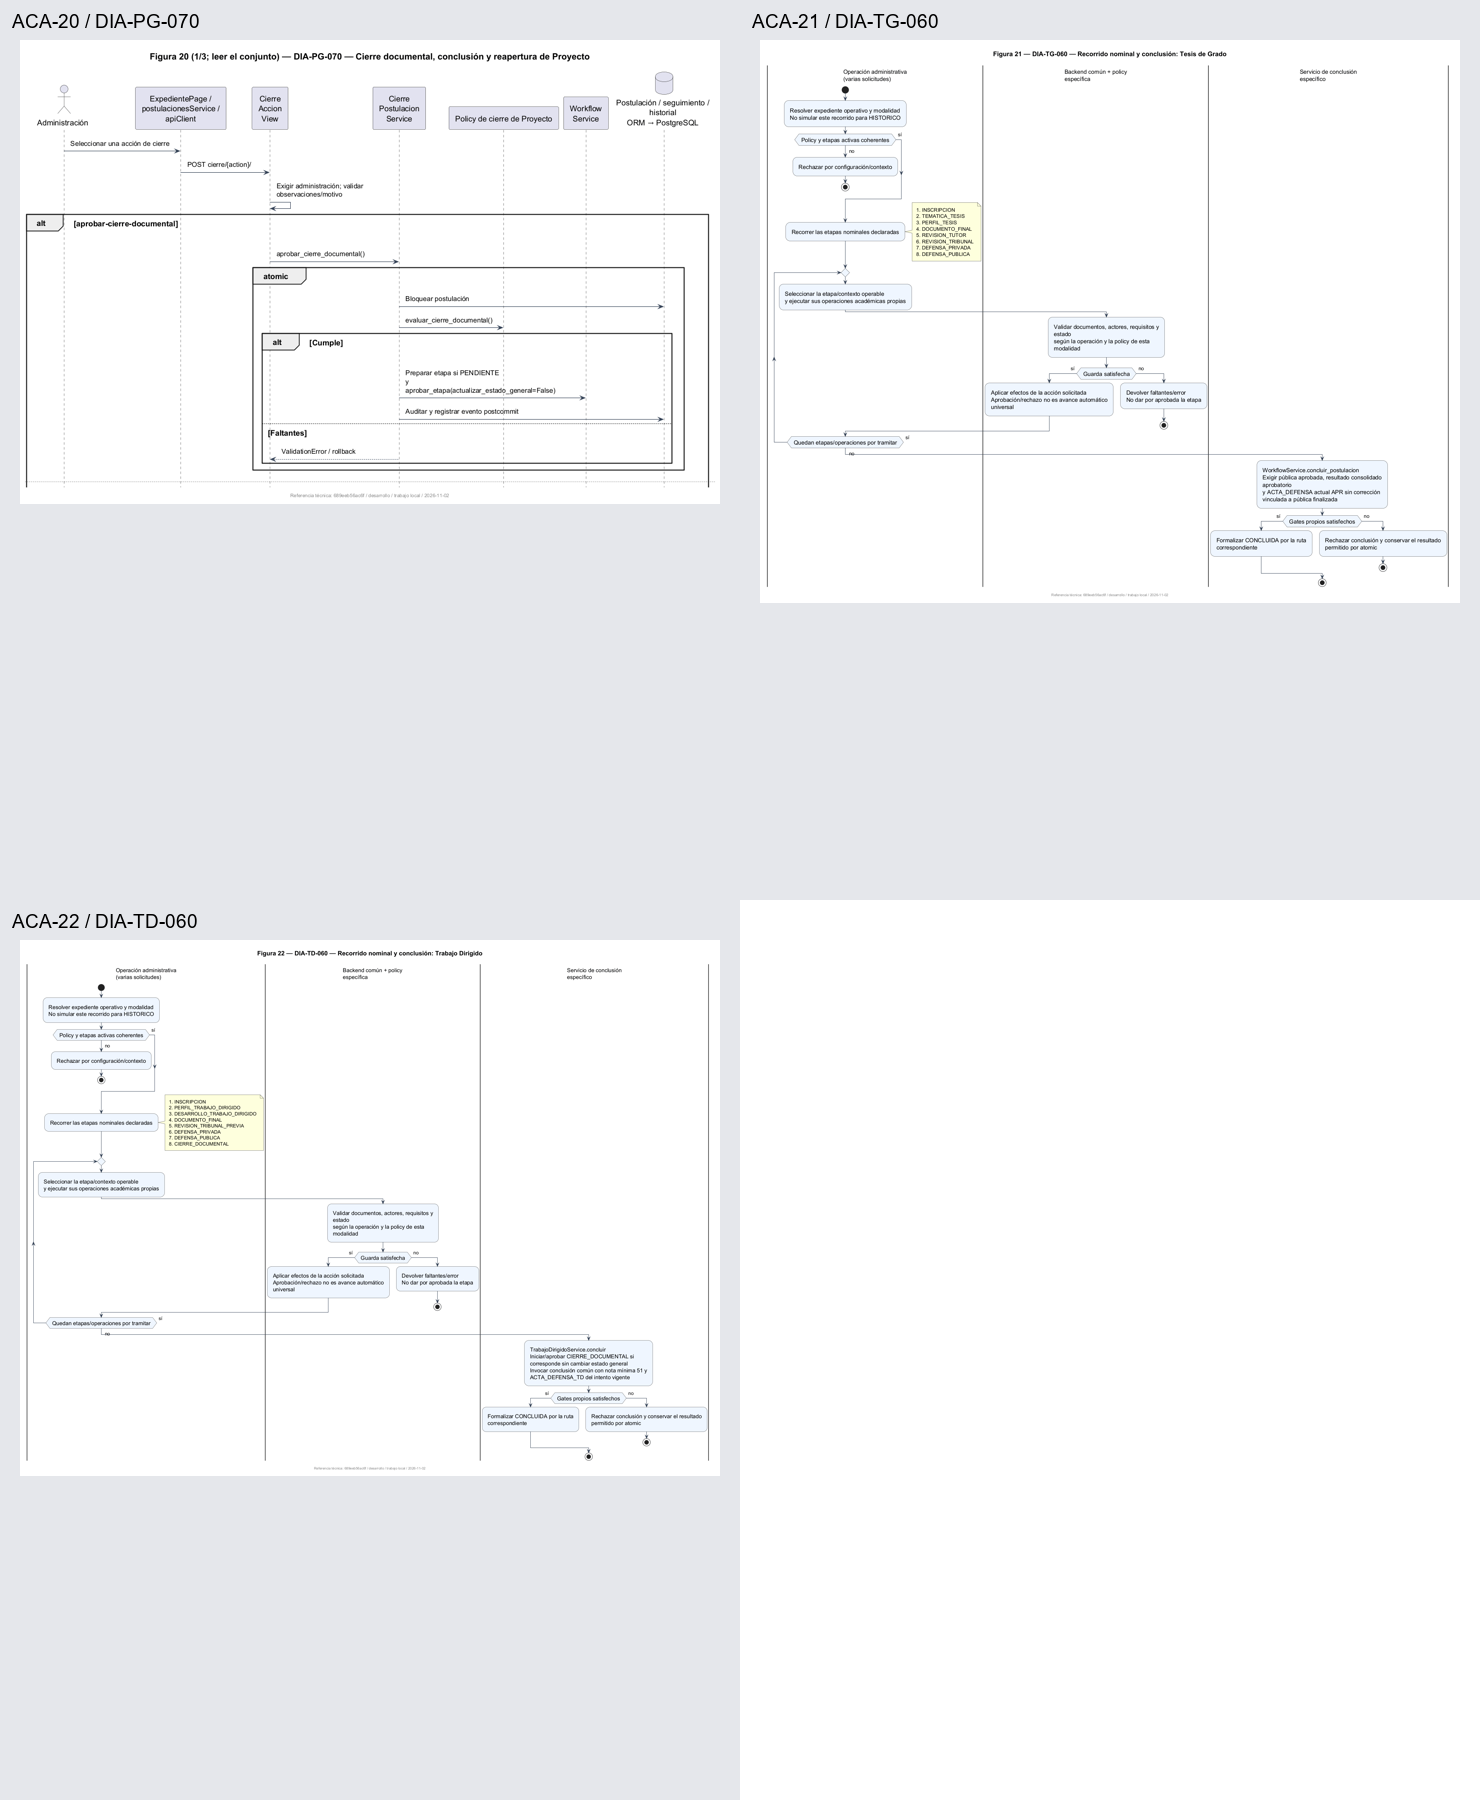 ACA-20 / DIA-PG-070
Figura 20 (1/3; leer el conjunto) — DIA-PG-070 — Cierre documental, conclusión y reapertura de Proyecto
Administración
ExpedientePage /
postulacionesService /
apiClient
Cierre
Accion
View
Cierre
Postulacion
Service
Policy de cierre de Proyecto
Workflow
Service
Postulación / seguimiento /
historial
ORM → PostgreSQL
Seleccionar una acción de cierre
POST cierre/{action}/
Exigir administración; validar
observaciones/motivo
alt
[aprobar-cierre-documental]
aprobar_cierre_documental()
atomic
Bloquear postulación
evaluar_cierre_documental()
alt
[Cumple]
Preparar etapa si PENDIENTE
y
aprobar_etapa(actualizar_estado_general=False)
Auditar y registrar evento postcommit
[Faltantes]
ValidationError / rollback
ACA-21 / DIA-TG-060
Figura 21 — DIA-TG-060 — Recorrido nominal y conclusión: Tesis de Grado
Operación administrativa
(varias solicitudes)
Backend común + policy
específica
Servicio de conclusión
específico
Resolver expediente operativo y modalidad
No simular este recorrido para HISTORICO
Policy y etapas activas coherentes
sí
no
Rechazar por configuración/contexto
Recorrer las etapas nominales declaradas
1. INSCRIPCION
2. TEMATICA_TESIS
3. PERFIL_TESIS
4. DOCUMENTO_FINAL
5. REVISION_TUTOR
6. REVISION_TRIBUNAL
7. DEFENSA_PRIVADA
8. DEFENSA_PUBLICA
Seleccionar la etapa/contexto operable
y ejecutar sus operaciones académicas propias
Validar documentos, actores, requisitos y
estado
según la operación y la policy de esta
modalidad
sí
Guarda satisfecha
no
Aplicar efectos de la acción solicitada
Aprobación/rechazo no es avance automático
universal
Devolver faltantes/error
No dar por aprobada la etapa
Quedan etapas/operaciones por tramitar
sí
no
WorkflowService.concluir_postulacion
Exigir pública aprobada, resultado consolidado
aprobatorio
y ACTA_DEFENSA actual APR sin corrección
vinculada a pública finalizada
sí
Gates propios satisfechos
no
Formalizar CONCLUIDA por la ruta
correspondiente
Rechazar conclusión y conservar el resultado
permitido por atomic
ACA-22 / DIA-TD-060
Figura 22 — DIA-TD-060 — Recorrido nominal y conclusión: Trabajo Dirigido
Operación administrativa
(varias solicitudes)
Backend común + policy
específica
Servicio de conclusión
específico
Resolver expediente operativo y modalidad
No simular este recorrido para HISTORICO
Policy y etapas activas coherentes
sí
no
Rechazar por configuración/contexto
Recorrer las etapas nominales declaradas
1. INSCRIPCION
2. PERFIL_TRABAJO_DIRIGIDO
3. DESARROLLO_TRABAJO_DIRIGIDO
4. DOCUMENTO_FINAL
5. REVISION_TRIBUNAL_PREVIA
6. DEFENSA_PRIVADA
7. DEFENSA_PUBLICA
8. CIERRE_DOCUMENTAL
Seleccionar la etapa/contexto operable
y ejecutar sus operaciones académicas propias
Validar documentos, actores, requisitos y
estado
según la operación y la policy de esta
modalidad
sí
Guarda satisfecha
no
Aplicar efectos de la acción solicitada
Aprobación/rechazo no es avance automático
universal
Devolver faltantes/error
No dar por aprobada la etapa
Quedan etapas/operaciones por tramitar
sí
no
TrabajoDirigidoService.concluir
Iniciar/aprobar CIERRE_DOCUMENTAL si
corresponde sin cambiar estado general
Invocar conclusión común con nota mínima 51 y
ACTA_DEFENSA_TD del intento vigente
sí
Gates propios satisfechos
no
Formalizar CONCLUIDA por la ruta
correspondiente
Rechazar conclusión y conservar el resultado
permitido por atomic